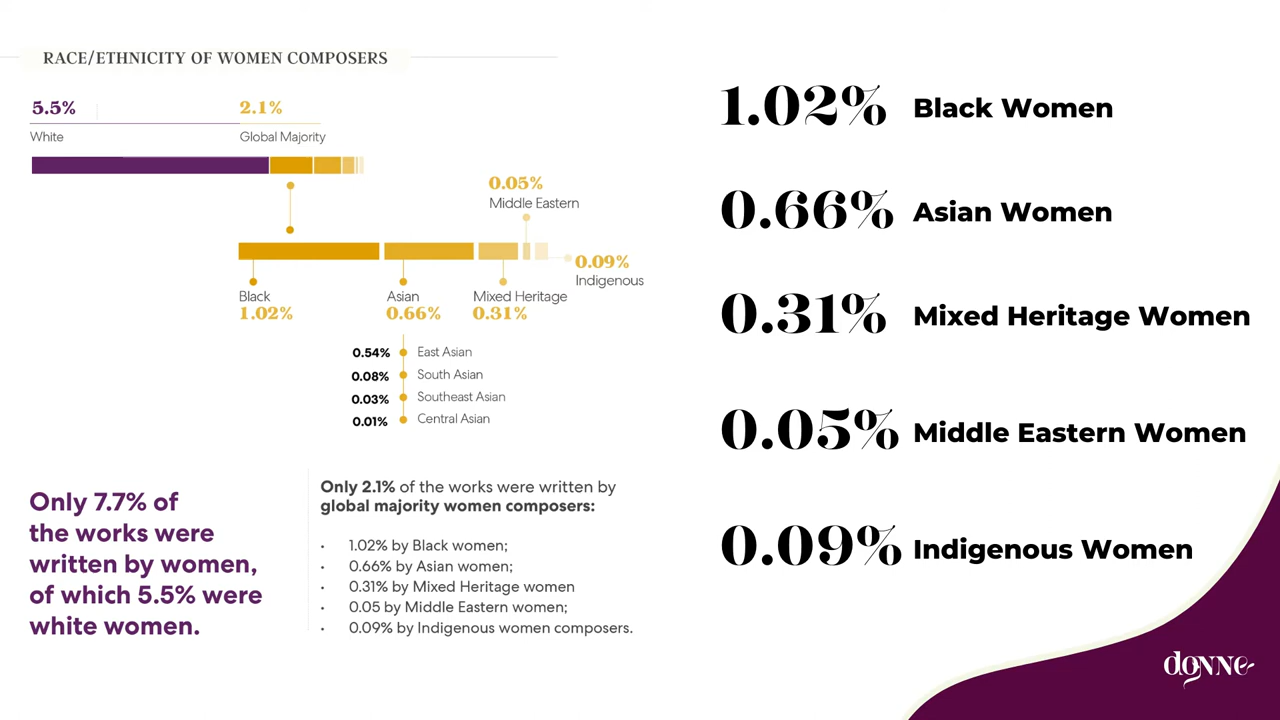 RACE/ETHNICITY OF WOMEN COMPOSERS
5.5%
White
2.1%
Global Majority
0.05%
Middle Eastern
0.09%
Indigenous
Black
1.02%
Asian
0.66%
Mixed Heritage
0.31%
0.54% East Asian
0.08% South Asian
0.03% Southeast Asian
0.01% Central Asian
Only 7.7% of
the works were
written by women,
of which 5.5% were
white women.
Only 2.1% of the works were written by
global majority women composers:
• 1.02% by Black women;
• 0.66% by Asian women;
• 0.31% by Mixed Heritage women
• 0.05 by Middle Eastern women;
• 0.09% by Indigenous women composers.
1.02% Black Women
0.66% Asian Women
0.31% Mixed Heritage Women
0.05% Middle Eastern Women
0.09% Indigenous Women
donne